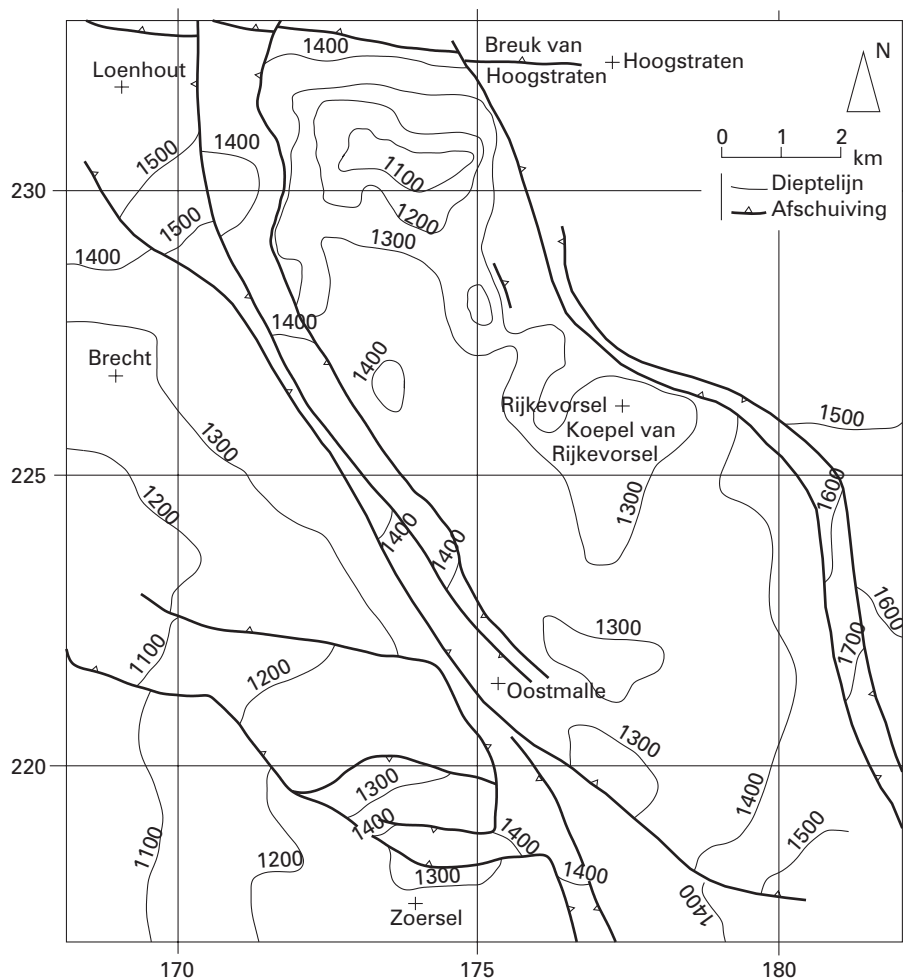 1400
Breuk van
Hoogstraten
Hoogstraten
N
Loenhout
0 1 2
km
1500
1400
1100
Dieptelijn
230
1200
Afschuiving
1500
1300
1400
1400
Brecht
1400
Rijkevorsel
1500
Koepel van
Rijkevorsel
1300
225
1200
1300
1600
1400
1400
1600
1100
1300
1700
1200
Oostmalle
1300
220
1300
1400
1400
1500
1100
1200
1400
1300
1400
1400
Zoersel
170 175 180